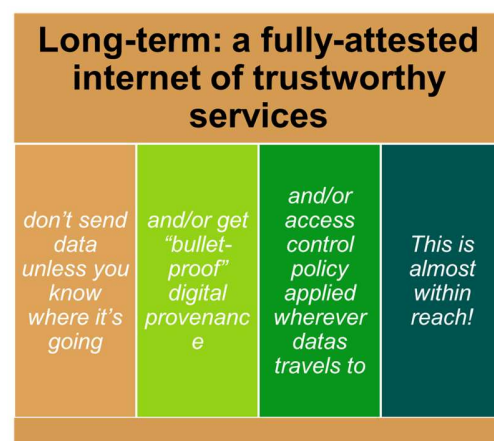 Long-term: a fully-attested
internet of trustworthy
services
don't send
data
unless you
know
where it's
going
and/or get
“bullet-
proof”
digital
provenanc
e
and/or
access
control
policy
applied
wherever
datas
travels to
This is
almost
within
reach!